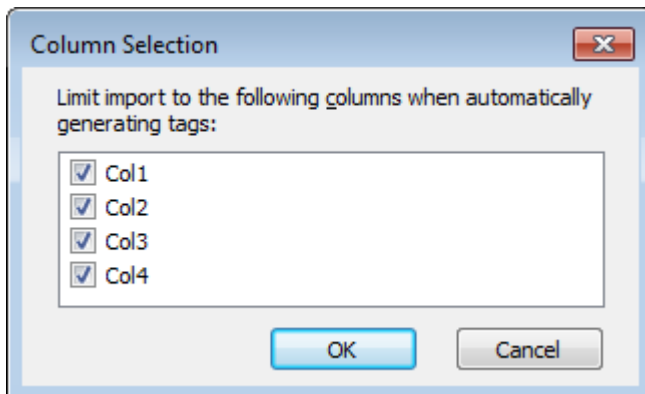 Column Selection
Limit import to the following columns when automatically
generating tags:
Col1
Col2
Col3
Col4
OK
Cancel